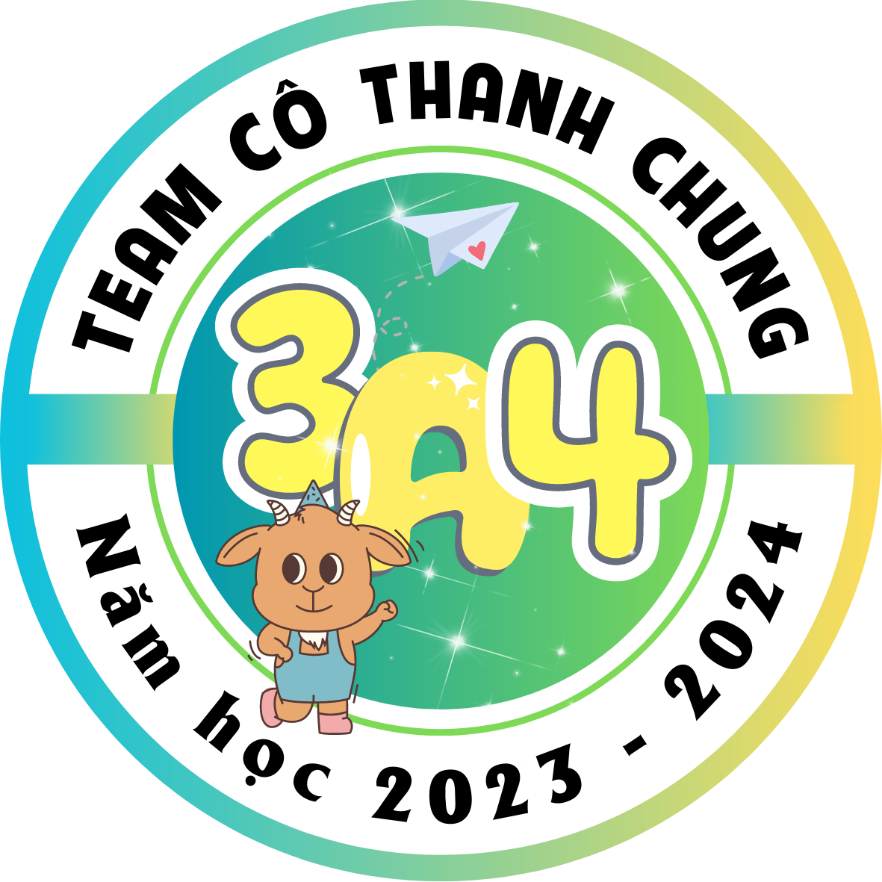 TEAM CÔ THANH CHUNG
3A4
Năm học 2023 - 2024